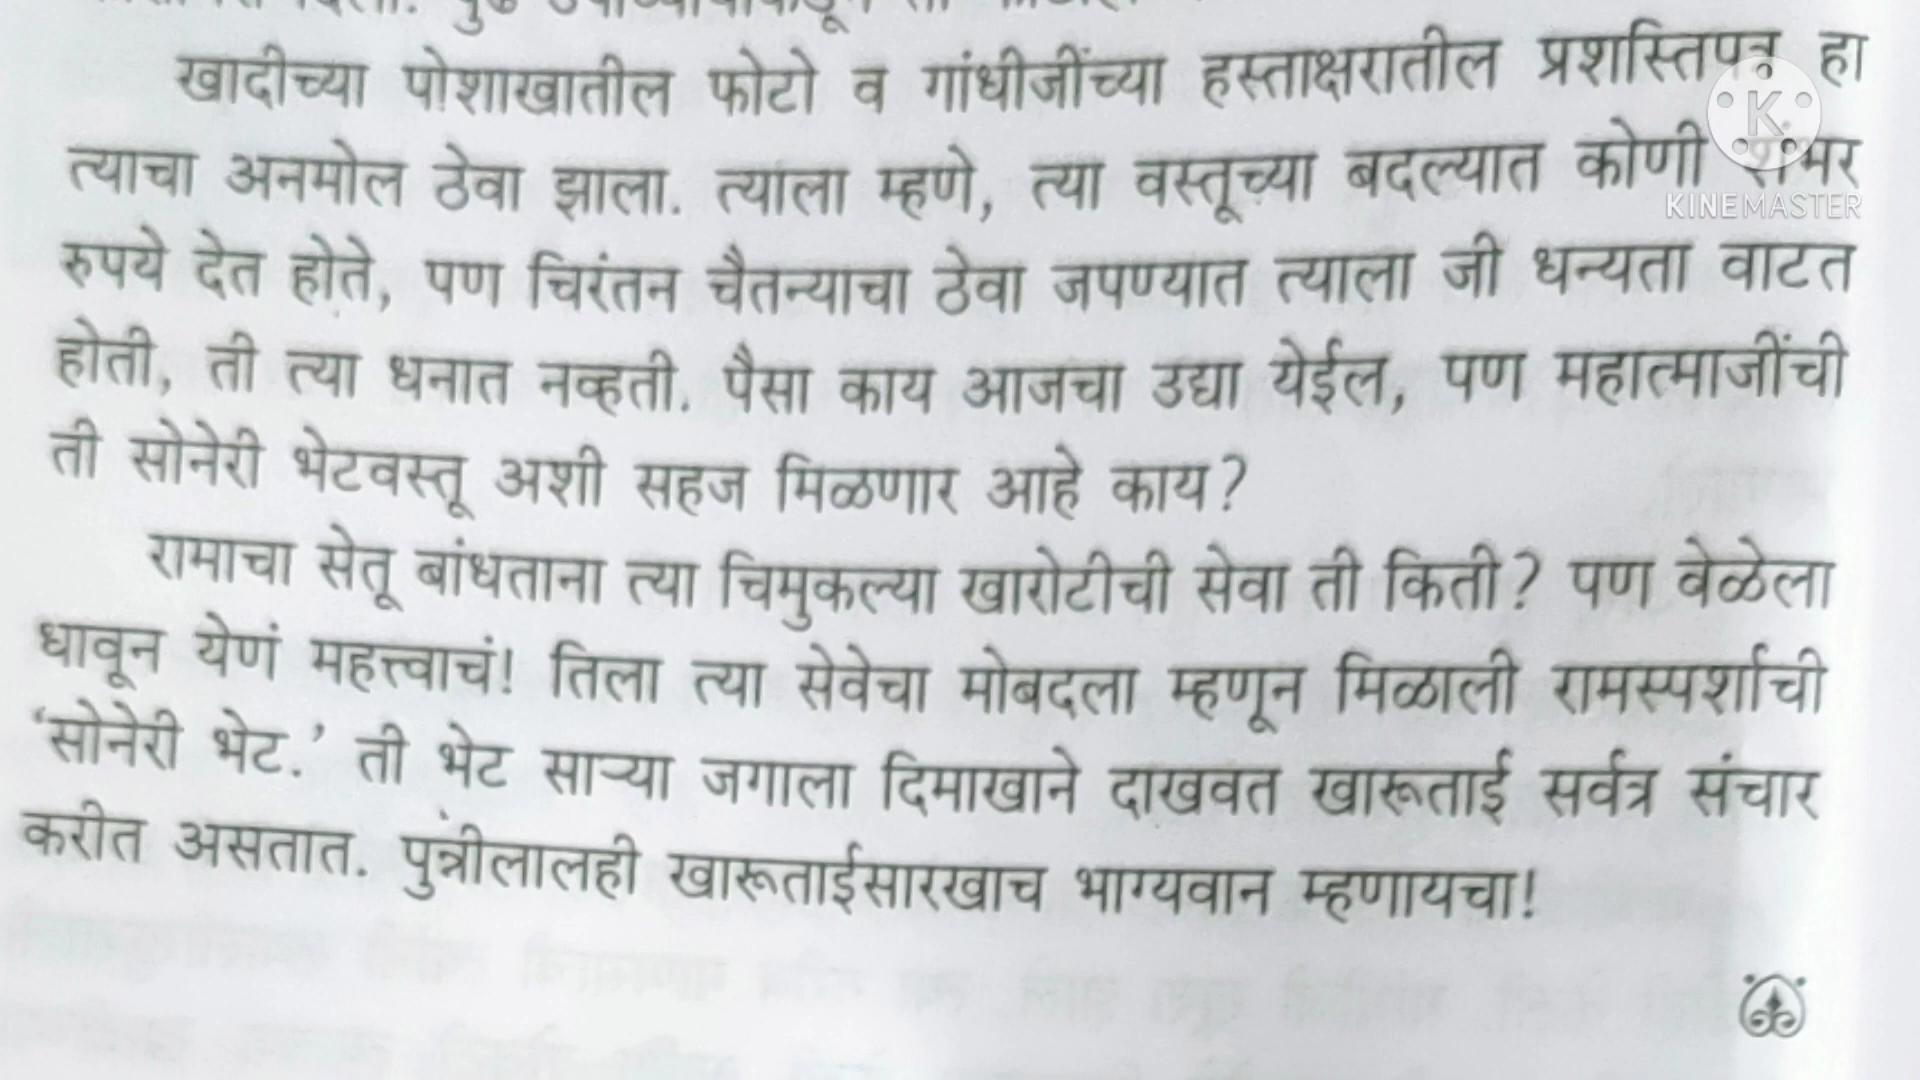 खादीच्या पोशाखातील फोटो व गांधीजींच्या हस्ताक्षरातील प्रशस्तिपत्र हा
त्याचा अनमोल ठेवा झाला. त्याला म्हणे, त्या वस्तूच्या बदल्यात कोणी शंभर
KINEMASTER
रुपये देत होते, पण चिरंतन चैतन्याचा ठेवा जपण्यात त्याला जी धन्यता वाटत
होती, ती त्या धनात नव्हती. पैसा काय आजचा उद्या येईल, पण महात्माजींची
ती सोनेरी भेटवस्तू अशी सहज मिळणार आहे काय?
रामाचा सेतू बांधताना त्या चिमुकल्या खारोटीची सेवा ती किती? पण वेळेला
धावून येणं महत्त्वाचं! तिला त्या सेवेचा मोबदला म्हणून मिळाली रामस्पर्शाची
‘सोनेरी भेट.’ ती भेट साऱ्या जगाला दिमाखाने दाखवत खारूताई सर्वत्र संचार
करीत असतात. पुंत्रीलालही खारूताईसारखाच भाग्यवान म्हणायचा!